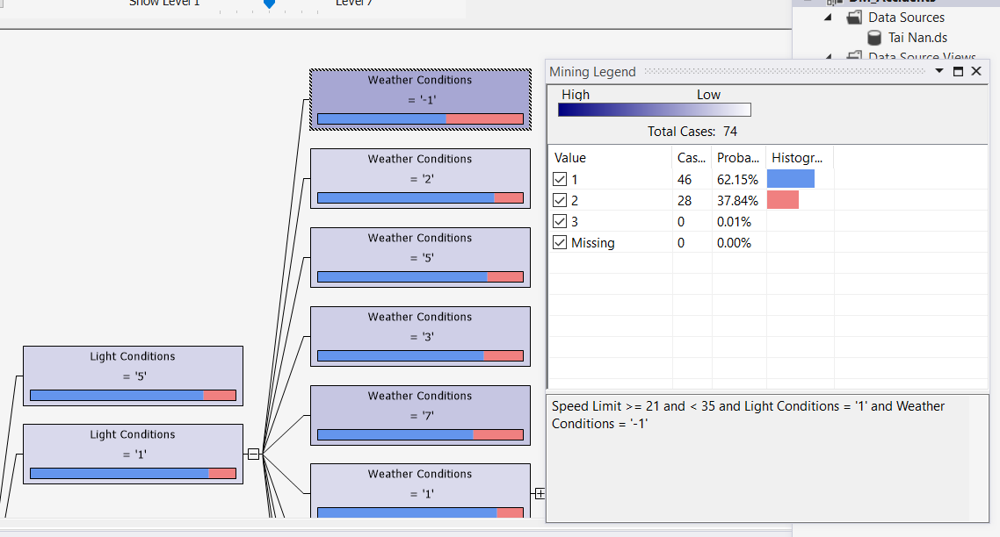 Show Level 1
Level 7
DM_Accidents
Data Sources
Tai Nan.ds
Data Source Views
Weather Conditions
= '-1'
Weather Conditions
= '2'
Weather Conditions
= '5'
Weather Conditions
= '3'
Weather Conditions
= '7'
Weather Conditions
= '1'
Light Conditions
= '5'
Light Conditions
= '1'
Mining Legend
High Low
Total Cases: 74
Value Cas... Proba... Histogr...
1 46 62.15%
2 28 37.84%
3 0 0.01%
Missing 0 0.00%
Speed Limit >= 21 and < 35 and Light Conditions = '1' and Weather
Conditions = '-1'